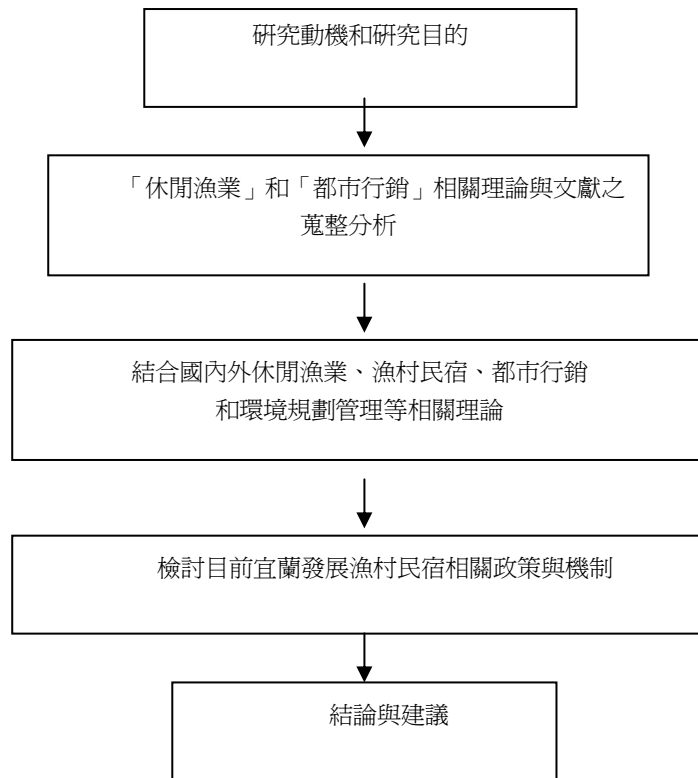 研究動機和研究目的
「休閒漁業」和「都市行銷」相關理論與文獻之
蒐整分析
結合國內外休閒漁業、漁村民宿、都市行銷
和環境規劃管理等相關理論
檢討目前宜蘭發展漁村民宿相關政策與機制
結論與建議